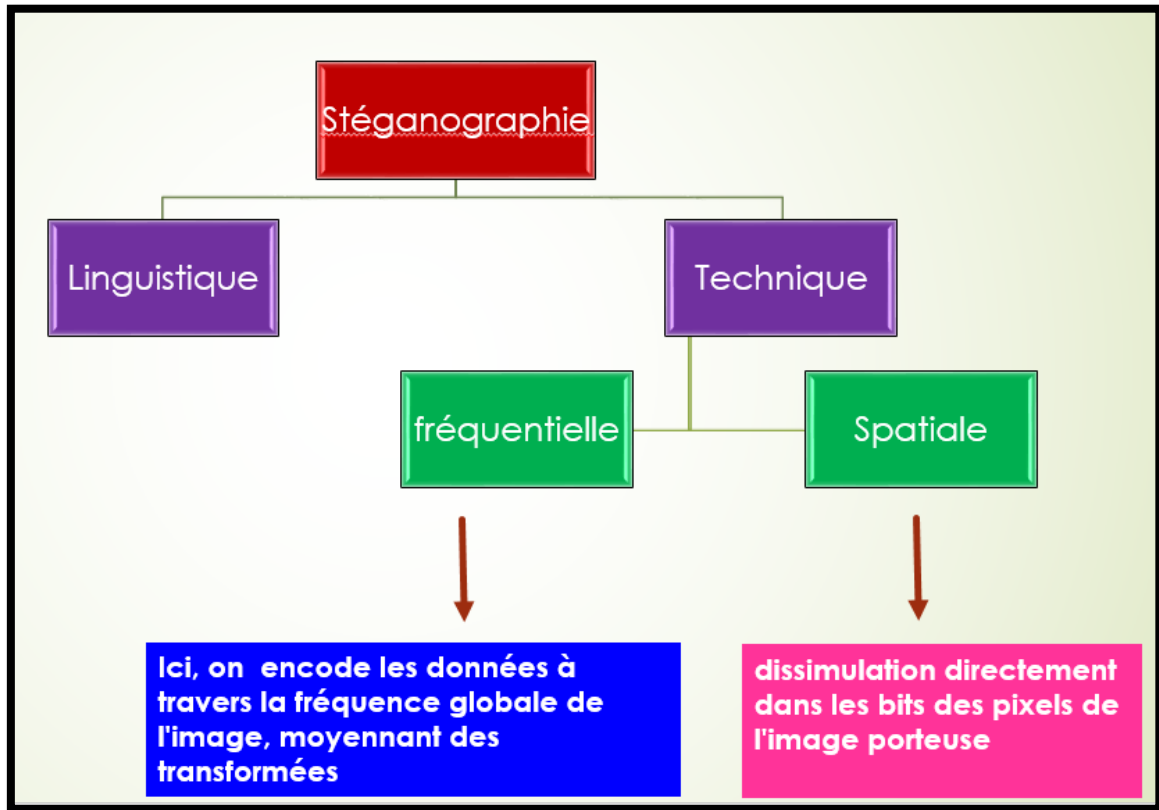 Stéganographie
Linguistique
Technique
fréquentielle
Spatiale
Ici, on encode les données à
travers la fréquence globale de
l'image, moyennant des
transformées
dissimulation directement
dans les bits des pixels de
l'image porteuse